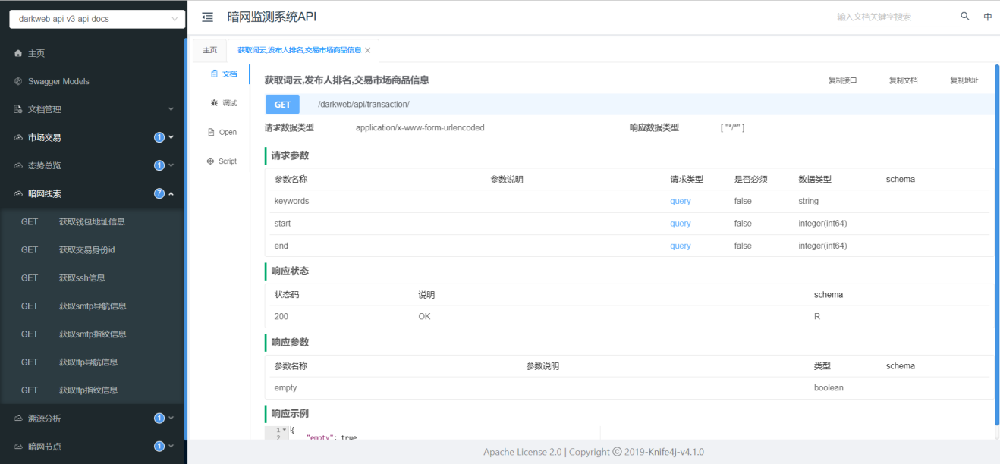 -darkweb-api-v3-api-docs
暗网监测系统API
输入文档关键字搜索
中
主页
Swagger Models
文档管理
市场交易 1
态势总览 1
暗网线索 7
GET 获取钱包地址信息
GET 获取交易身份id
GET 获取ssh信息
GET 获取smtp导航信息
GET 获取smtp指纹信息
GET 获取ftp导航信息
GET 获取ftp指纹信息
溯源分析 1
暗网节点 1
主页 获取词云,发布人排名,交易市场商品信息
文档
调试
Open
Script
获取词云,发布人排名,交易市场商品信息 复制接口 复制文档 复制地址
GET /darkweb/api/transaction/
请求数据类型 application/x-www-form-urlencoded 响应数据类型 [ "*/*" ]
请求参数
参数名称 参数说明 请求类型 是否必须 数据类型 schema
keywords query false string
start query false integer(int64)
end query false integer(int64)
响应状态
状态码 说明 schema
200 OK R
响应参数
参数名称 参数说明 类型 schema
empty boolean
响应示例
1 {
2 "empty": true
Apache License 2.0 | Copyright © 2019-Knife4j-v4.1.0